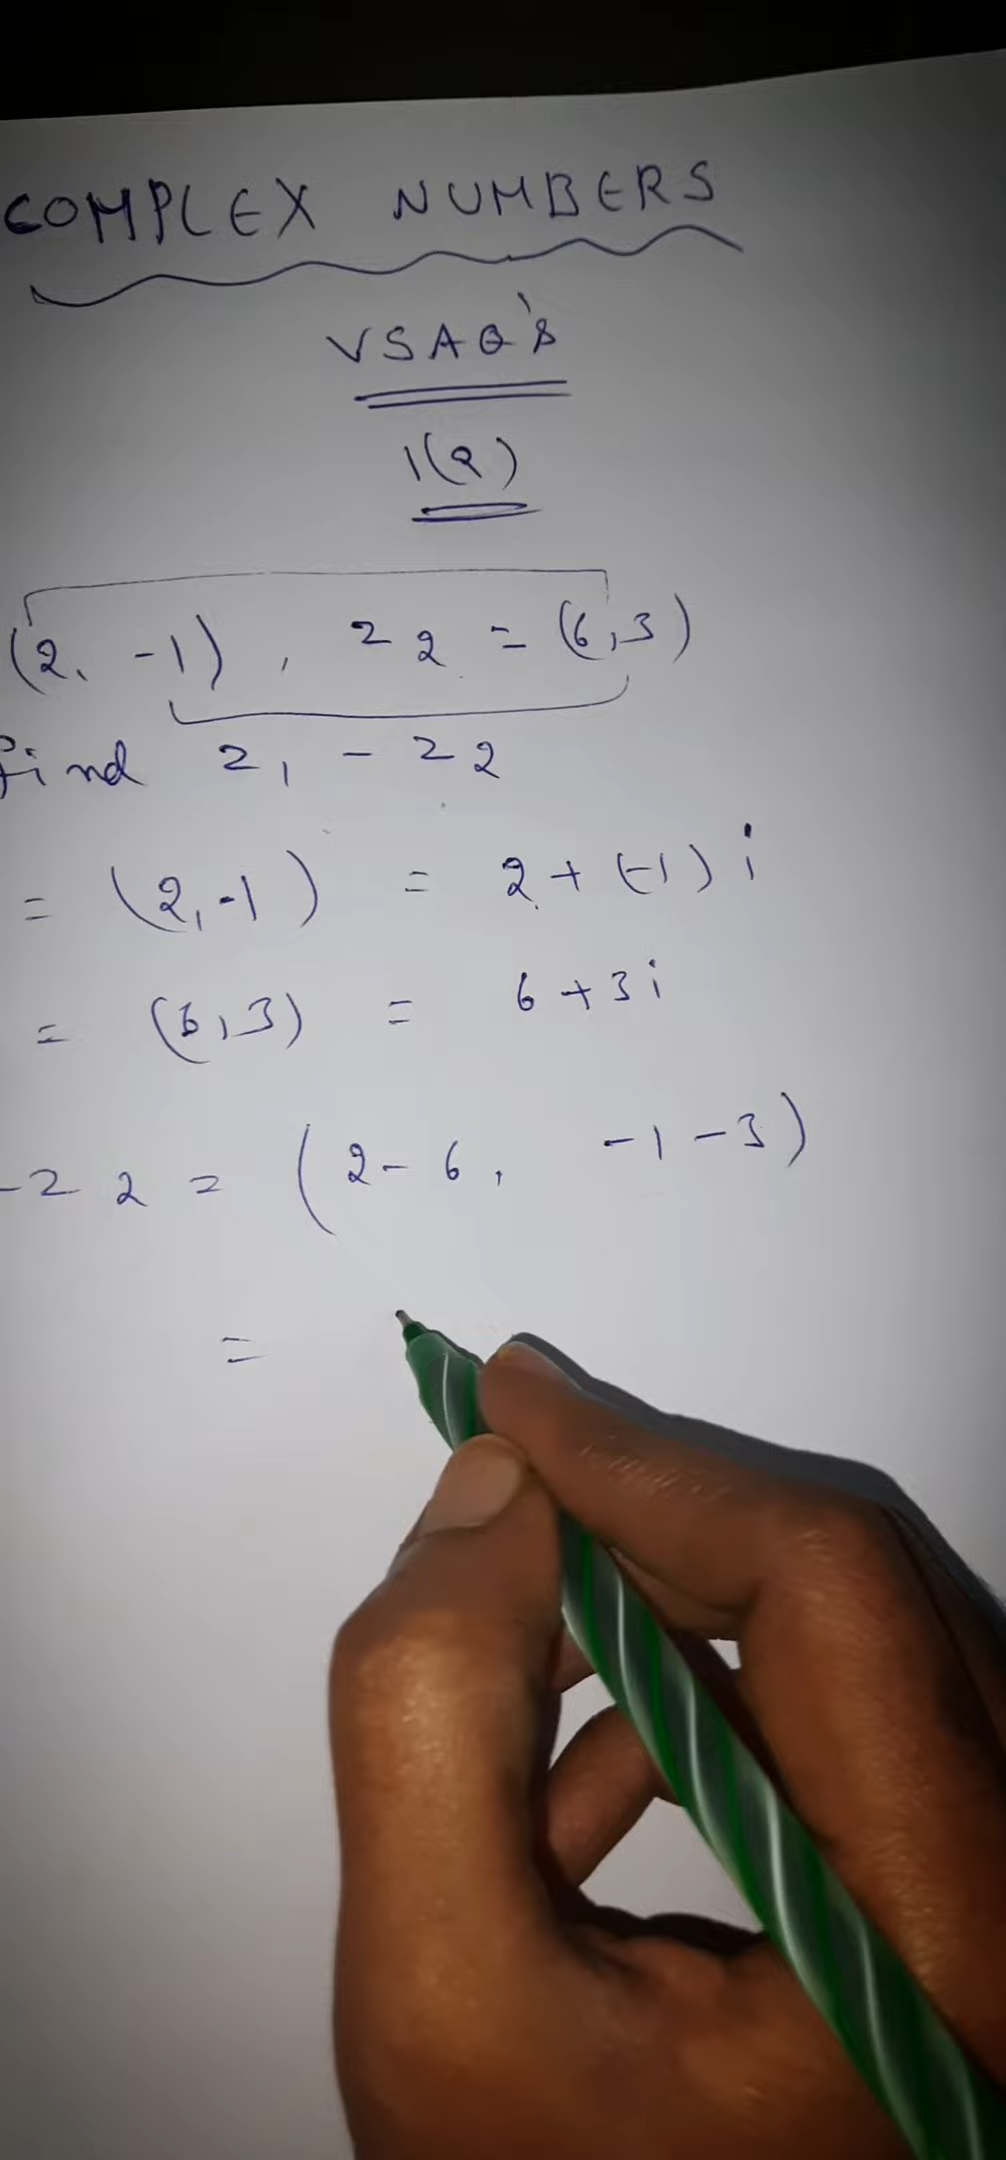 COMPLEX NUMBERS
VSAQ's
1(Q)
(2, -1), z2 = (6,3)
find z1 - z2
= (2,-1) = 2 + (-1) i
= (6,3) = 6 + 3i
-z2 = (2-6, -1-3)
=